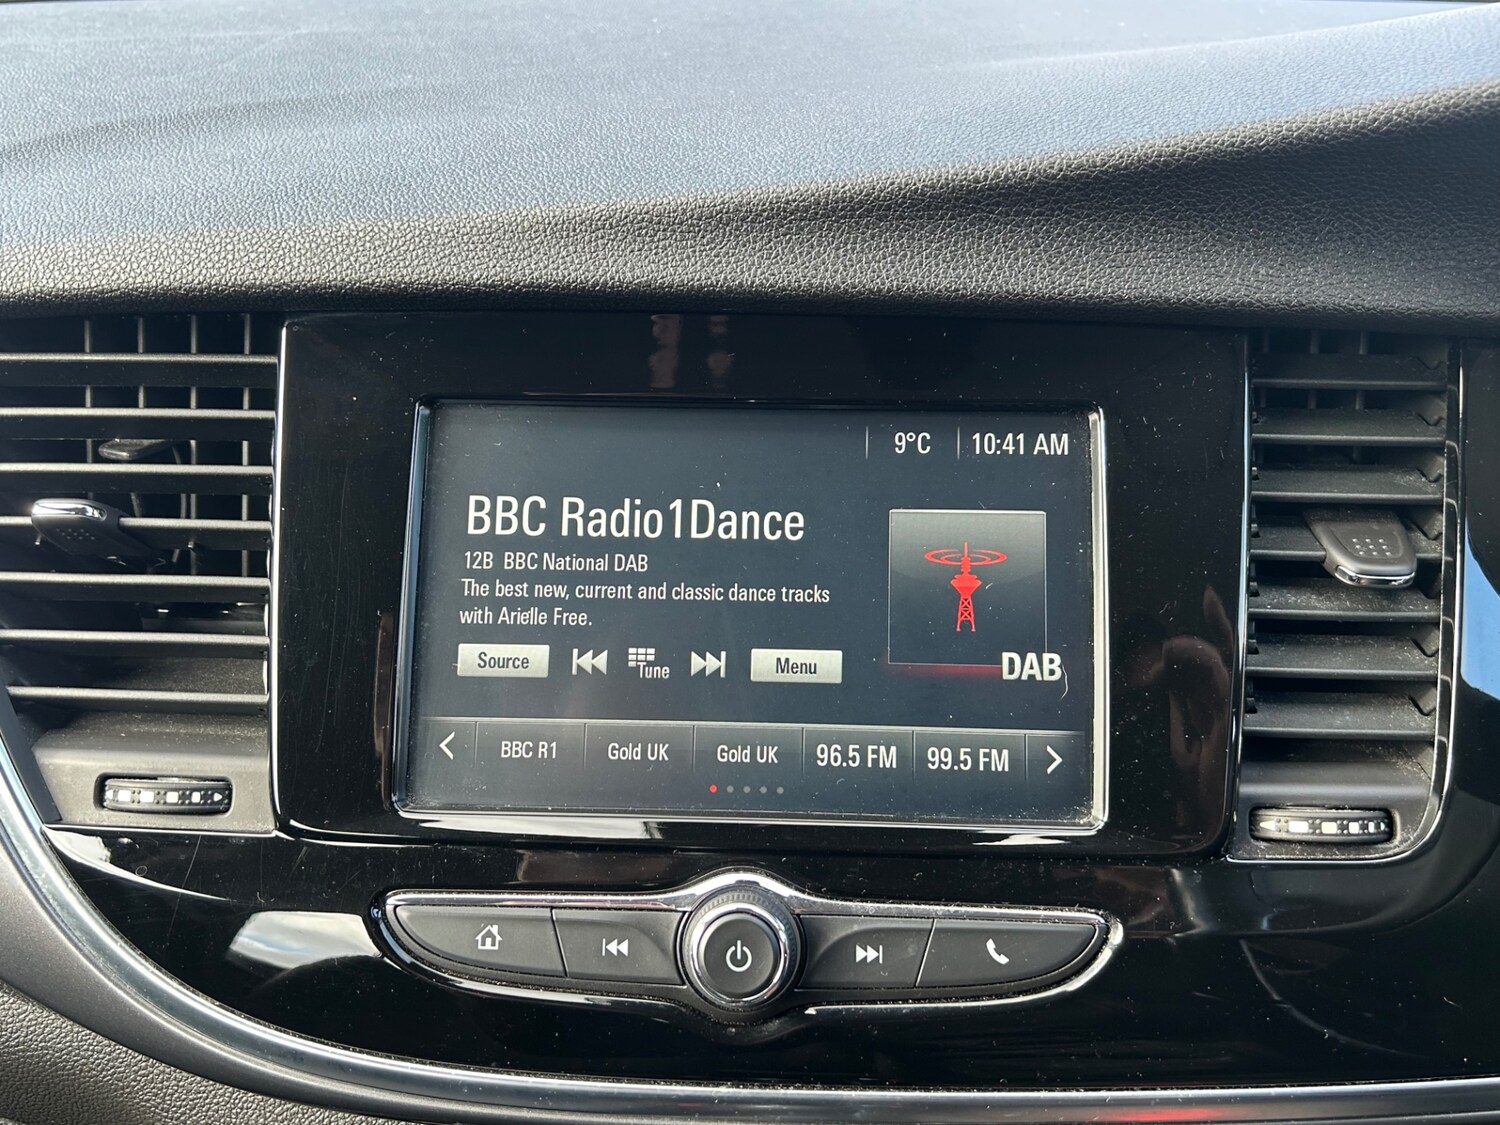 9°C 10:41 AM
BBC Radio1Dance
12B BBC National DAB
The best new, current and classic dance tracks
with Arielle Free.
DAB
Source Tune Menu
BBC R1 Gold UK Gold UK 96.5 FM 99.5 FM